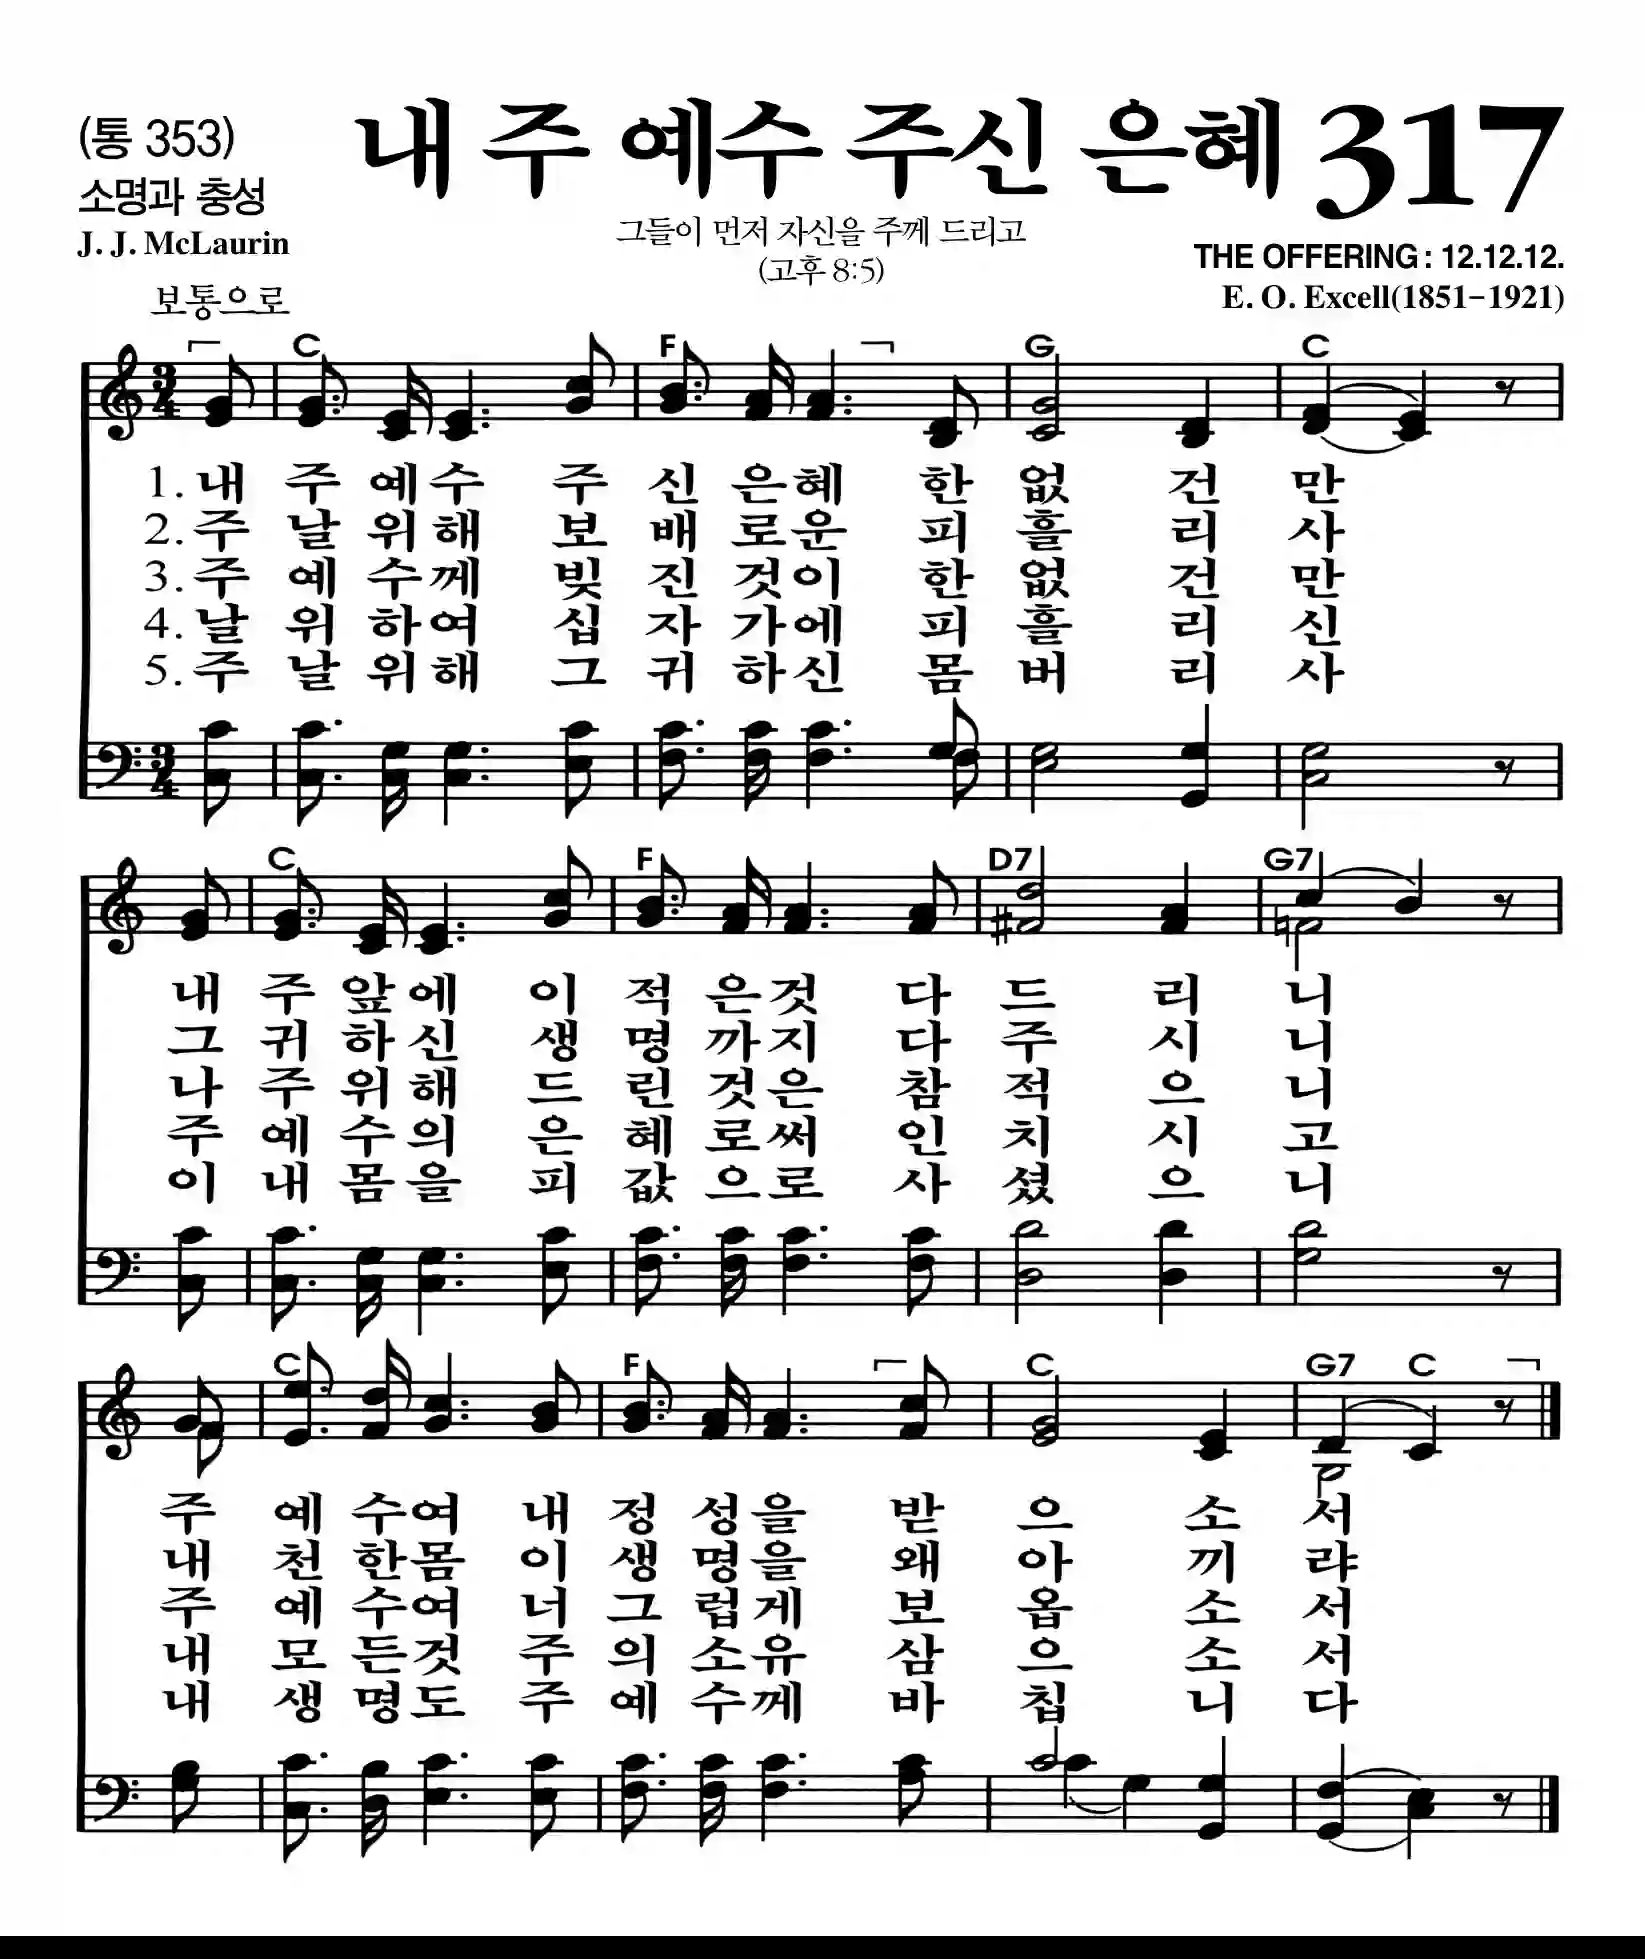 (통 353)
내 주 예수 주신 은혜 317
소명과 충성
J. J. McLaurin
그들이 먼저 자신을 주께 드리고
(고후 8:5)
THE OFFERING : 12.12.12.
E. O. Excell(1851-1921)
보통으로
C F G C
3 4
1. 내 주 예수 주 신 은혜 한 없 건 만
2. 주 날 위해 보 배 로운 피 흘 리 사
3. 주 예 수께 빚 진 것이 한 없 건 만
4. 날 위 하여 십 자 가에 피 흘 리 신
5. 주 날 위해 그 귀 하신 몸 버 리 사
3 4
C F D7 G7
내 주 앞에 이 적 은것 다 드 리 니
그 귀 하신 생 명 까지 다 주 시 니
나 주 위해 드 린 것은 참 적 으 니
주 예 수의 은 혜 로써 인 치 시 고
이 내 몸을 피 값 으로 사 셨 으 니
C F C G7 C
주 예 수여 내 정 성을 받 으 소 서
내 천 한몸 이 생 명을 왜 아 끼 랴
주 예 수여 너 그 럽게 보 옵 소 서
내 모 든것 주 의 소유 삼 으 소 서
내 생 명도 주 예 수께 바 칩 니 다